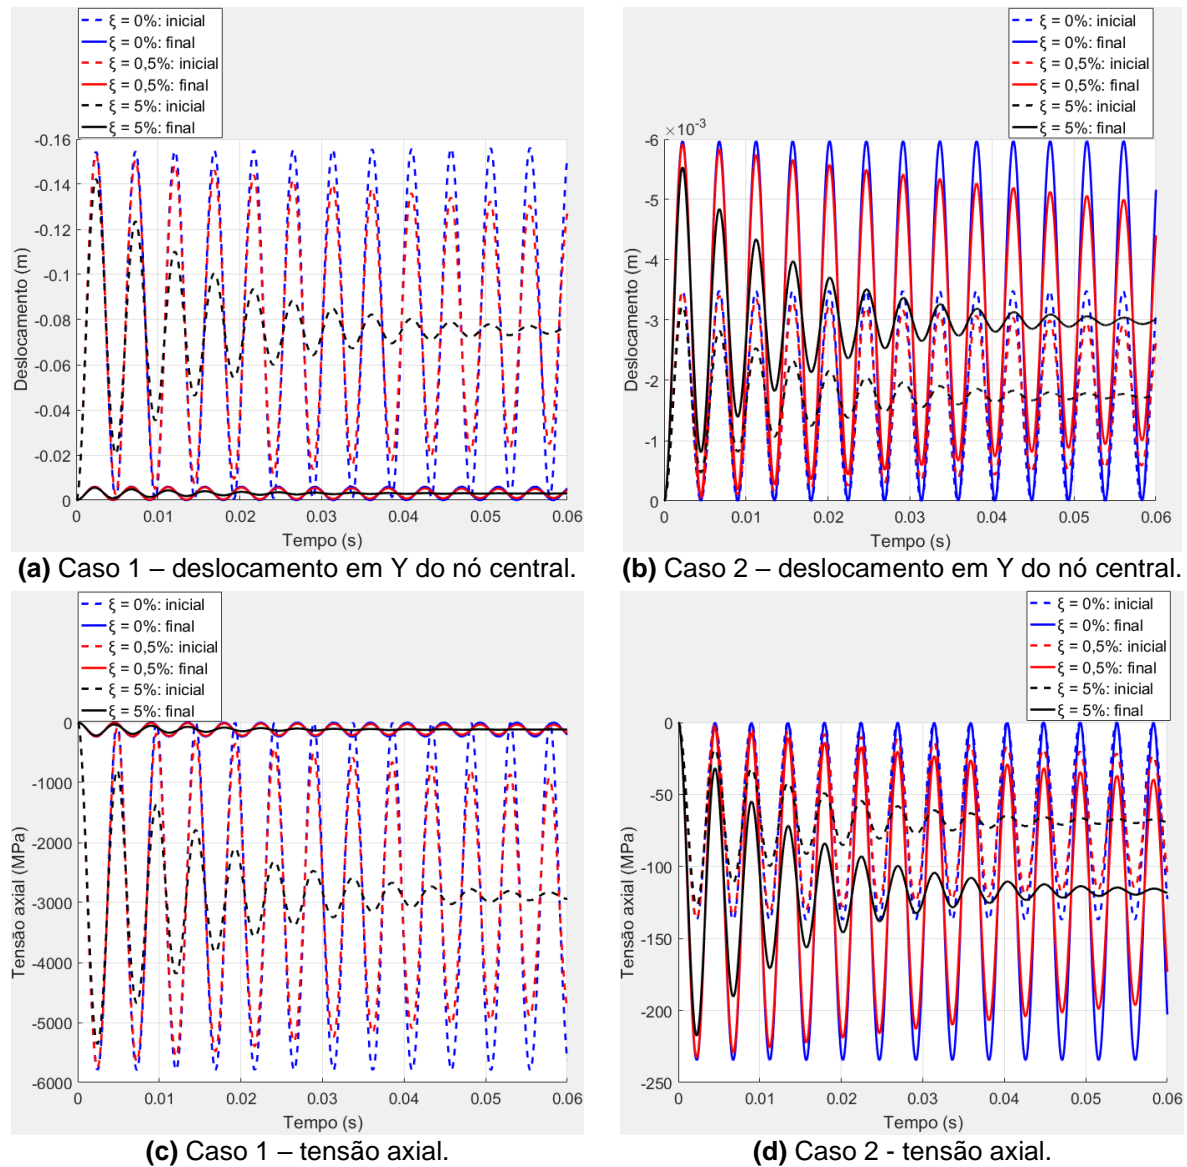 ξ = 0%: inicial
ξ = 0%: final
ξ = 0,5%: inicial
ξ = 0,5%: final
ξ = 5%: inicial
ξ = 5%: final
-0.16
-0.14
-0.12
-0.1
-0.08
-0.06
-0.04
-0.02
0
Deslocamento (m)
0 0.01 0.02 0.03 0.04 0.05 0.06
Tempo (s)
(a) Caso 1 – deslocamento em Y do nó central.
ξ = 0%: inicial
ξ = 0%: final
ξ = 0,5%: inicial
ξ = 0,5%: final
ξ = 5%: inicial
ξ = 5%: final
×10⁻³
-6
-5
-4
-3
-2
-1
0
Deslocamento (m)
0 0.01 0.02 0.03 0.04 0.05 0.06
Tempo (s)
(b) Caso 2 – deslocamento em Y do nó central.
ξ = 0%: inicial
ξ = 0%: final
ξ = 0,5%: inicial
ξ = 0,5%: final
ξ = 5%: inicial
ξ = 5%: final
0
-1000
-2000
-3000
-4000
-5000
-6000
Tensão axial (MPa)
0 0.01 0.02 0.03 0.04 0.05 0.06
Tempo (s)
(c) Caso 1 – tensão axial.
ξ = 0%: inicial
ξ = 0%: final
ξ = 0,5%: inicial
ξ = 0,5%: final
ξ = 5%: inicial
ξ = 5%: final
0
-50
-100
-150
-200
-250
Tensão axial (MPa)
0 0.01 0.02 0.03 0.04 0.05 0.06
Tempo (s)
(d) Caso 2 - tensão axial.